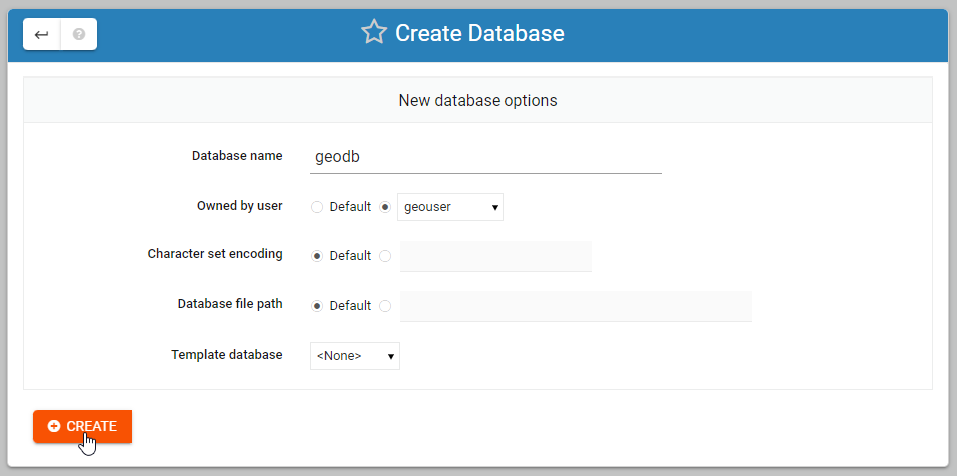 Create Database
New database options
Database name geodb
Owned by user Default geouser
Character set encoding Default
Database file path Default
Template database <None>
CREATE